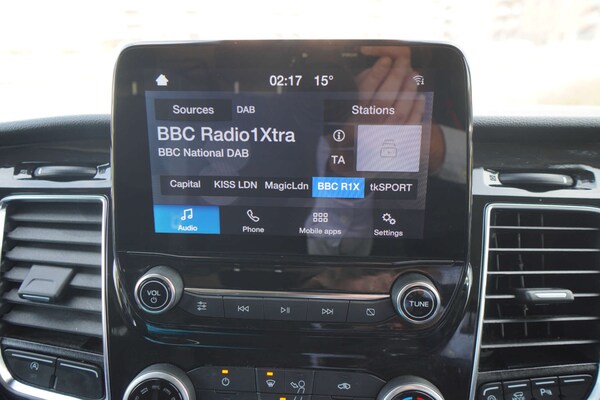 02:17 15°
Sources DAB Stations
BBC Radio1Xtra
BBC National DAB
TA
Capital KISS LDN MagicLdn BBC R1X tkSPORT
Audio Phone Mobile apps Settings
VOL
TUNE